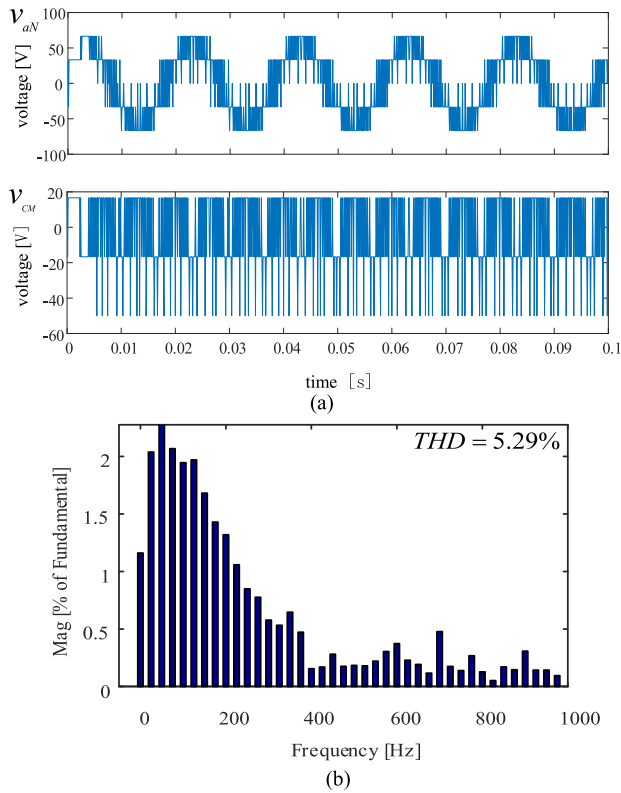 v_aN
voltage [V]
100
50
0
-50
-100
v_CM
voltage [V]
20
0
-20
-40
-60
0 0.01 0.02 0.03 0.04 0.05 0.06 0.07 0.08 0.09 0.1
time [s]
(a)
THD = 5.29%
Mag [% of Fundamental]
2
1.5
1
0.5
0
0 200 400 600 800 1000
Frequency [Hz]
(b)